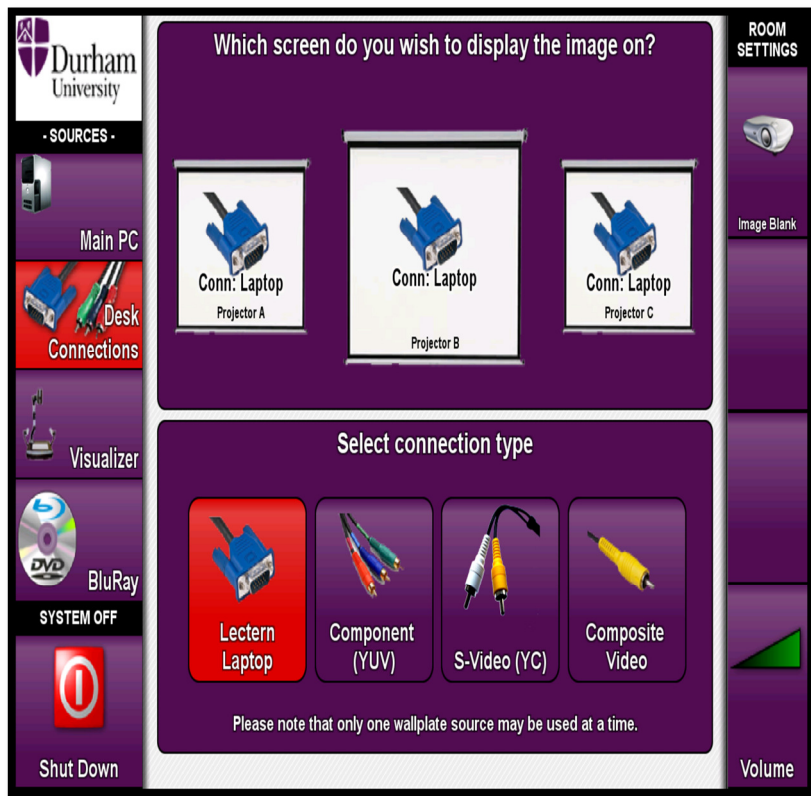 Durham
University
- SOURCES -
Main PC
Desk
Connections
Visualizer
BluRay
DVD
SYSTEM OFF
Shut Down
Which screen do you wish to display the image on?
Conn: Laptop
Projector A
Conn: Laptop
Projector B
Conn: Laptop
Projector C
Select connection type
Lectern
Laptop
Component
(YUV)
S-Video (YC)
Composite
Video
Please note that only one wallplate source may be used at a time.
ROOM
SETTINGS
Image Blank
Volume